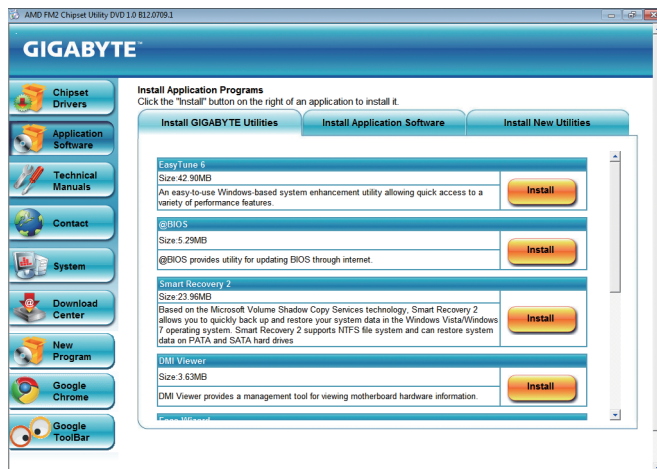 AMD FM2 Chipset Utility DVD 1.0 B12.0709.1
GIGABYTE™
Chipset
Drivers
Application
Software
Technical
Manuals
Contact
System
Download
Center
New
Program
Google
Chrome
Google
ToolBar
Install Application Programs
Click the "Install" button on the right of an application to install it.
Install GIGABYTE Utilities
Install Application Software
Install New Utilities
EasyTune 6
Size:42.90MB
An easy-to-use Windows-based system enhancement utility allowing quick access to a
variety of performance features.
Install
@BIOS
Size:5.29MB
@BIOS provides utility for updating BIOS through internet.
Install
Smart Recovery 2
Size:23.96MB
Based on the Microsoft Volume Shadow Copy Services technology, Smart Recovery 2
allows you to quickly back up and restore your system data in the Windows Vista/Windows
7 operating system. Smart Recovery 2 supports NTFS file system and can restore system
data on PATA and SATA hard drives
Install
DMI Viewer
Size:3.63MB
DMI Viewer provides a management tool for viewing motherboard hardware information.
Install